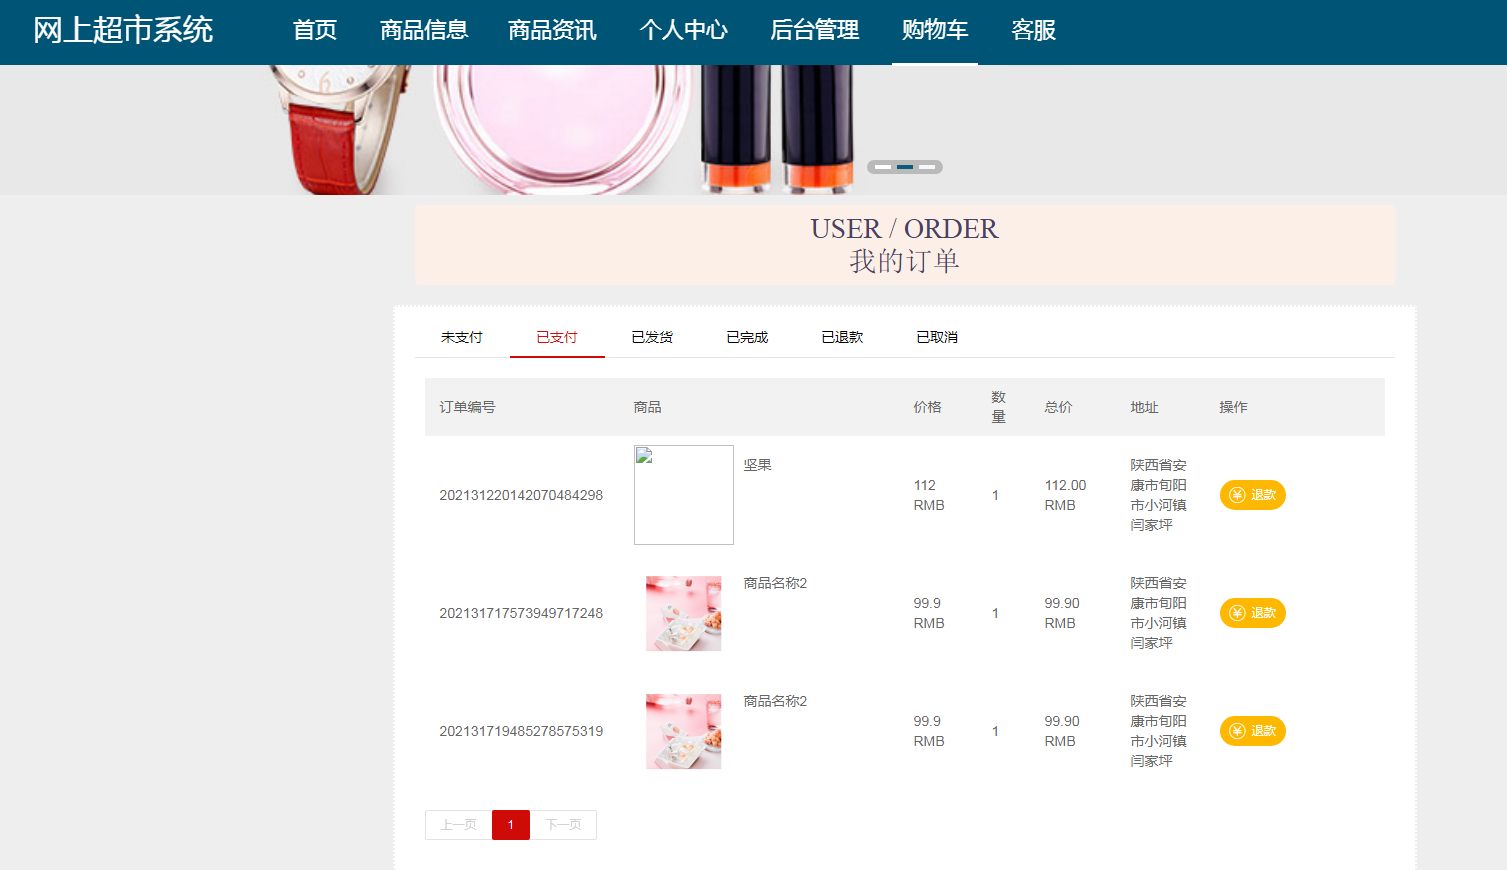 网上超市系统 首页 商品信息 商品资讯 个人中心 后台管理 购物车 客服
USER / ORDER
我的订单
未支付 已支付 已发货 已完成 已退款 已取消
订单编号 商品 价格 数量 总价 地址 操作
202131220142070484298 坚果 112 RMB 1 112.00 RMB 陕西省安康市旬阳市小河镇闫家坪 退款
202131717573949717248 商品名称2 99.9 RMB 1 99.90 RMB 陕西省安康市旬阳市小河镇闫家坪 退款
202131719485278575319 商品名称2 99.9 RMB 1 99.90 RMB 陕西省安康市旬阳市小河镇闫家坪 退款
上一页 1 下一页